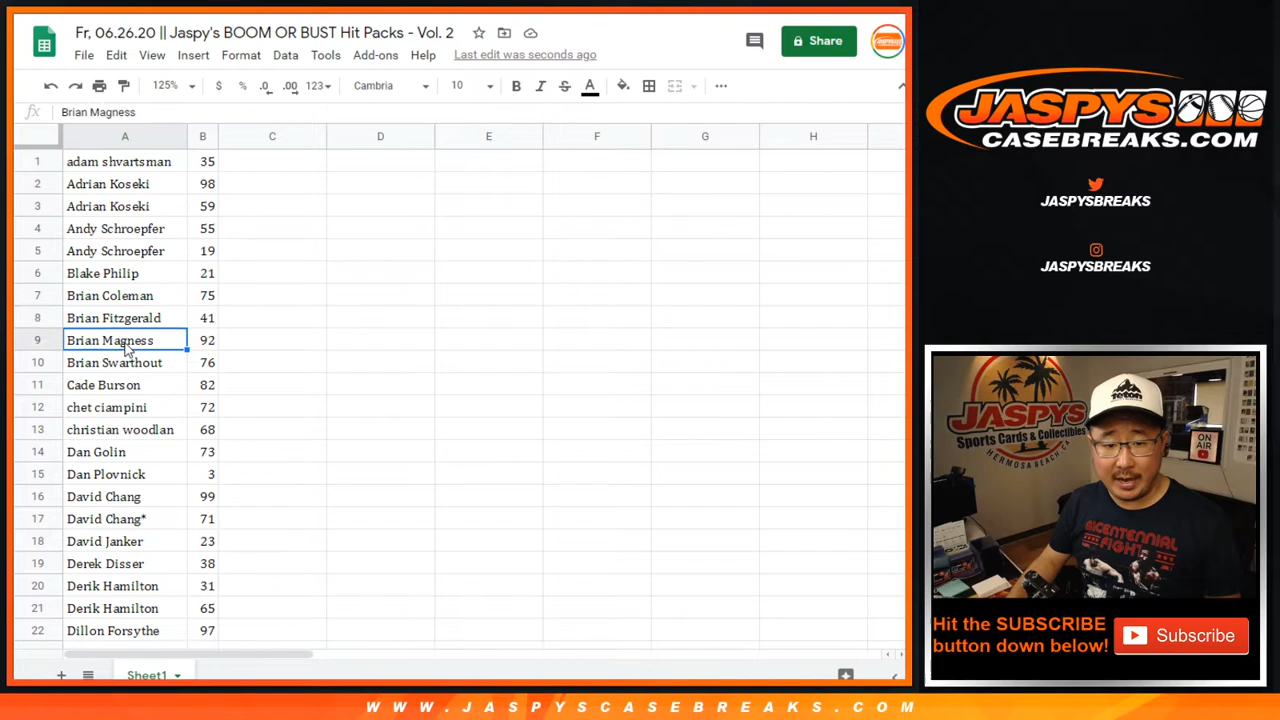 Fr, 06.26.20 || Jaspy's BOOM OR BUST Hit Packs - Vol. 2
File Edit View Insert Format Data Tools Add-ons Help Last edit was seconds ago
Share
125% $ % .0 .00 123 Cambria 10 B I S A
fx Brian Magness
A B C D E F G H
1 adam shvartsman 35
2 Adrian Koseki 98
3 Adrian Koseki 59
4 Andy Schroepfer 55
5 Andy Schroepfer 19
6 Blake Philip 21
7 Brian Coleman 75
8 Brian Fitzgerald 41
9 Brian Magness 92
10 Brian Swarthout 76
11 Cade Burson 82
12 chet ciampini 72
13 christian woodlan 68
14 Dan Golin 73
15 Dan Plovnick 3
16 David Chang 99
17 David Chang* 71
18 David Janker 23
19 Derek Disser 38
20 Derik Hamilton 31
21 Derik Hamilton 65
22 Dillon Forsythe 97
Sheet1
JASPYS
CASEBREAKS.COM
JASPYSBREAKS
JASPYSBREAKS
JASPYS
Sports Cards & Collectibles
HERMOSA BEACH CA
Teton
ON
AIR
BICENTENNIAL
FIGHT
Hit the SUBSCRIBE
button down below!
Subscribe
WWW.JASPYSCASEBREAKS.COM